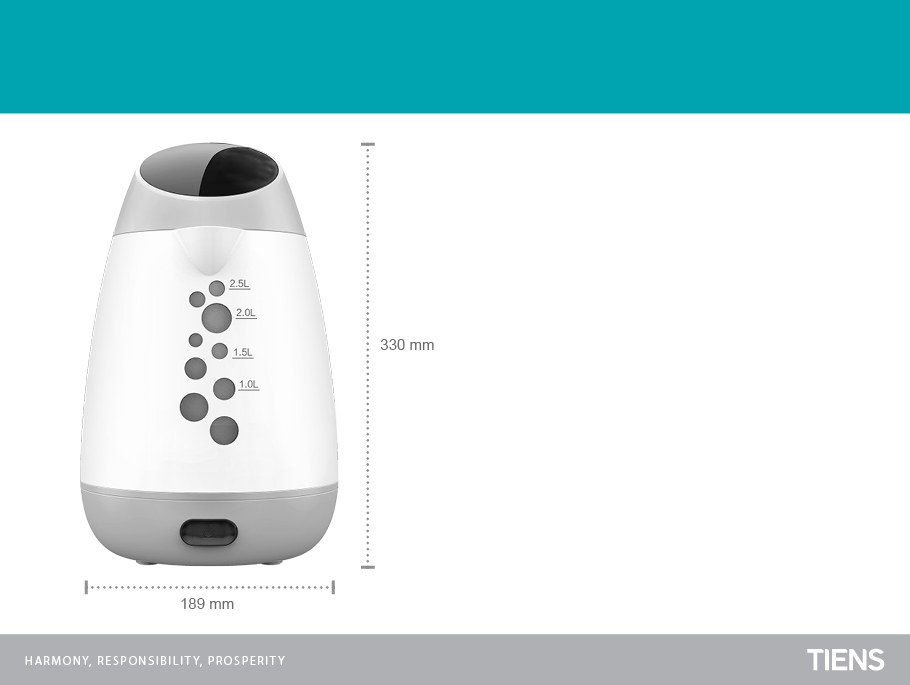 2.5L
2.0L
1.5L
1.0L
330 mm
189 mm
HARMONY, RESPONSIBILITY, PROSPERITY
TIENS